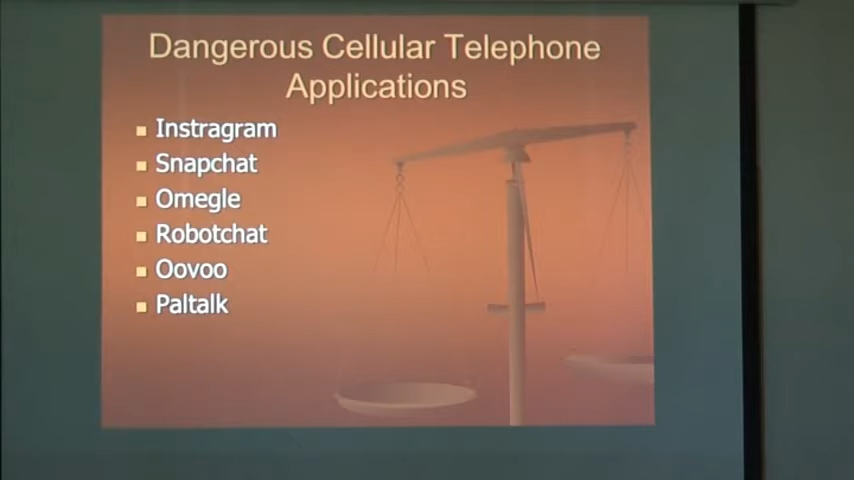 Dangerous Cellular Telephone
Applications
Instragram
Snapchat
Omegle
Robotchat
Oovoo
Paltalk